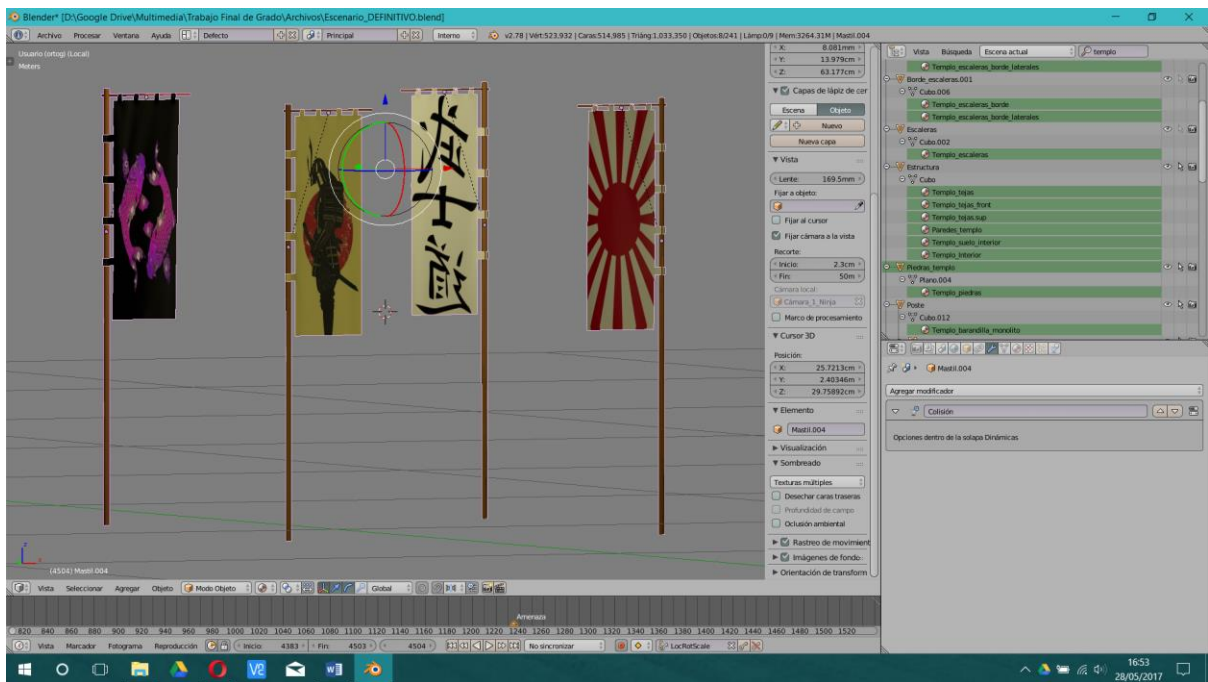 Blender* [D:\Google Drive\Multimedia\Trabajo Final de Grado\Archivos\Escenario_DEFINITIVO.blend]
Archivo Procesar Ventana Ayuda Defecto Principal Interno v2.78 | Vért:523,932 | Caras:514,985 | Triáng:1,033,350 | Objetos:8/241 | Lámp:0/9 | Mem:3264.31M | Mastil.004
Usuario (ortog) (Local)
Meters
武士道
(4504) Mastil.004
X: 8.081mm
Y: 13.979cm
Z: 63.177cm
Capas de lápiz de cer
Escena Objeto
Nuevo
Nueva capa
Vista
Lente: 169.5mm
Fijar a objeto:
Fijar al cursor
Fijar cámara a la vista
Recorte:
Inicio: 2.3cm
Fin: 50m
Cámara local:
Cámara_1_Ninja
Marco de procesamiento
Cursor 3D
Posición:
X: 25.7213cm
Y: 2.40346m
Z: 29.75892cm
Elemento
Mastil.004
Visualización
Sombreado
Texturas múltiples
Desechar caras traseras
Profundidad de campo
Oclusión ambiental
Rastreo de movimient
Imágenes de fondo
Orientación de transform
Vista Búsqueda Escena actual templo
Templo_escaleras_borde_laterales
Borde_escaleras.001
Cubo.006
Templo_escaleras_borde
Templo_escaleras_borde_laterales
Escaleras
Cubo.002
Templo_escaleras
Estructura
Cubo
Templo_tejas
Templo_tejas_front
Templo_tejas.sup
Paredes_templo
Templo_suelo_interior
Templo_Interior
Piedras_templo
Plano.004
Templo_piedras
Poste
Cubo.012
Templo_barandilla_monolito
Mastil.004
Agregar modificador
Colisión
Opciones dentro de la solapa Dinámicas
Vista Seleccionar Agregar Objeto Modo Objeto Global
Amenaza
820 840 860 880 900 920 940 960 980 1000 1020 1040 1060 1080 1100 1120 1140 1160 1180 1200 1220 1240 1260 1280 1300 1320 1340 1360 1380 1400 1420 1440 1460 1480 1500 1520
Vista Marcador Fotograma Reproducción Inicio 4383 Fin: 4503 4504 No sincronizar LocRotScale
16:53
28/05/2017